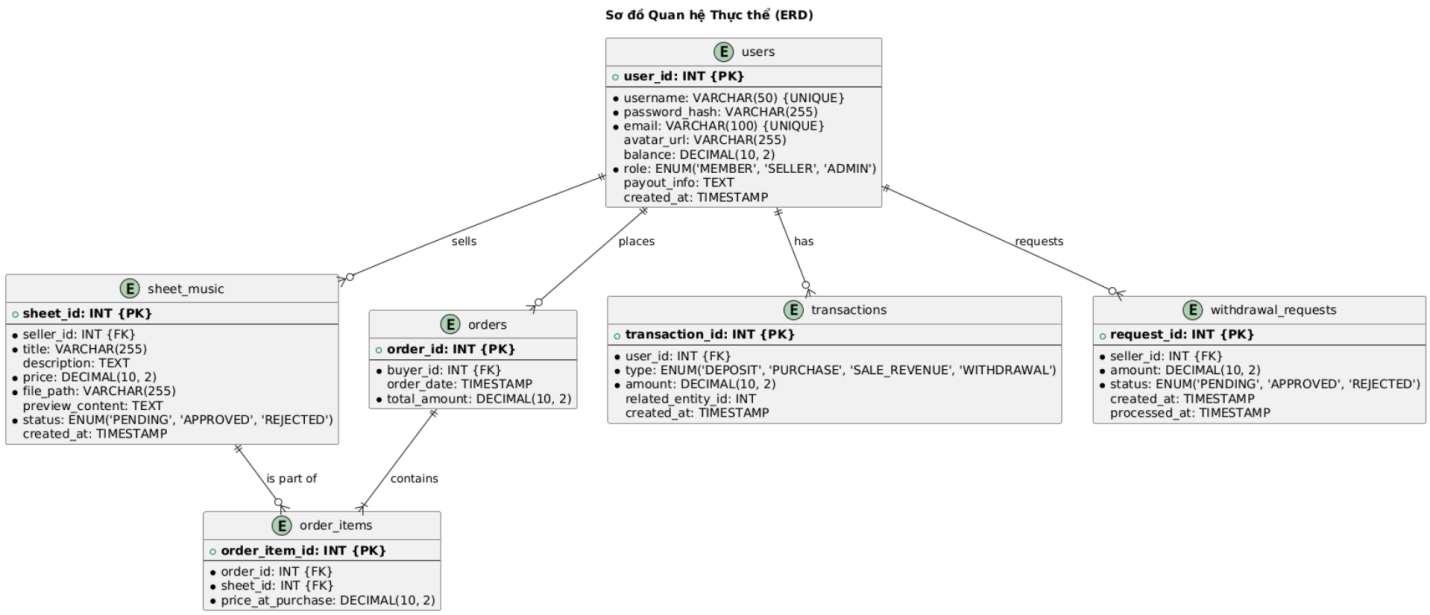 Sơ đồ Quan hệ Thực thể (ERD)
E users
user_id: INT {PK}
username: VARCHAR(50) {UNIQUE}
password_hash: VARCHAR(255)
email: VARCHAR(100) {UNIQUE}
avatar_url: VARCHAR(255)
balance: DECIMAL(10, 2)
role: ENUM('MEMBER', 'SELLER', 'ADMIN')
payout_info: TEXT
created_at: TIMESTAMP
sells
places
has
requests
E sheet_music
sheet_id: INT {PK}
seller_id: INT {FK}
title: VARCHAR(255)
description: TEXT
price: DECIMAL(10, 2)
file_path: VARCHAR(255)
preview_content: TEXT
status: ENUM('PENDING', 'APPROVED', 'REJECTED')
created_at: TIMESTAMP
E orders
order_id: INT {PK}
buyer_id: INT {FK}
order_date: TIMESTAMP
total_amount: DECIMAL(10, 2)
E transactions
transaction_id: INT {PK}
user_id: INT {FK}
type: ENUM('DEPOSIT', 'PURCHASE', 'SALE_REVENUE', 'WITHDRAWAL')
amount: DECIMAL(10, 2)
related_entity_id: INT
created_at: TIMESTAMP
E withdrawal_requests
request_id: INT {PK}
seller_id: INT {FK}
amount: DECIMAL(10, 2)
status: ENUM('PENDING', 'APPROVED', 'REJECTED')
created_at: TIMESTAMP
processed_at: TIMESTAMP
is part of
contains
E order_items
order_item_id: INT {PK}
order_id: INT {FK}
sheet_id: INT {FK}
price_at_purchase: DECIMAL(10, 2)